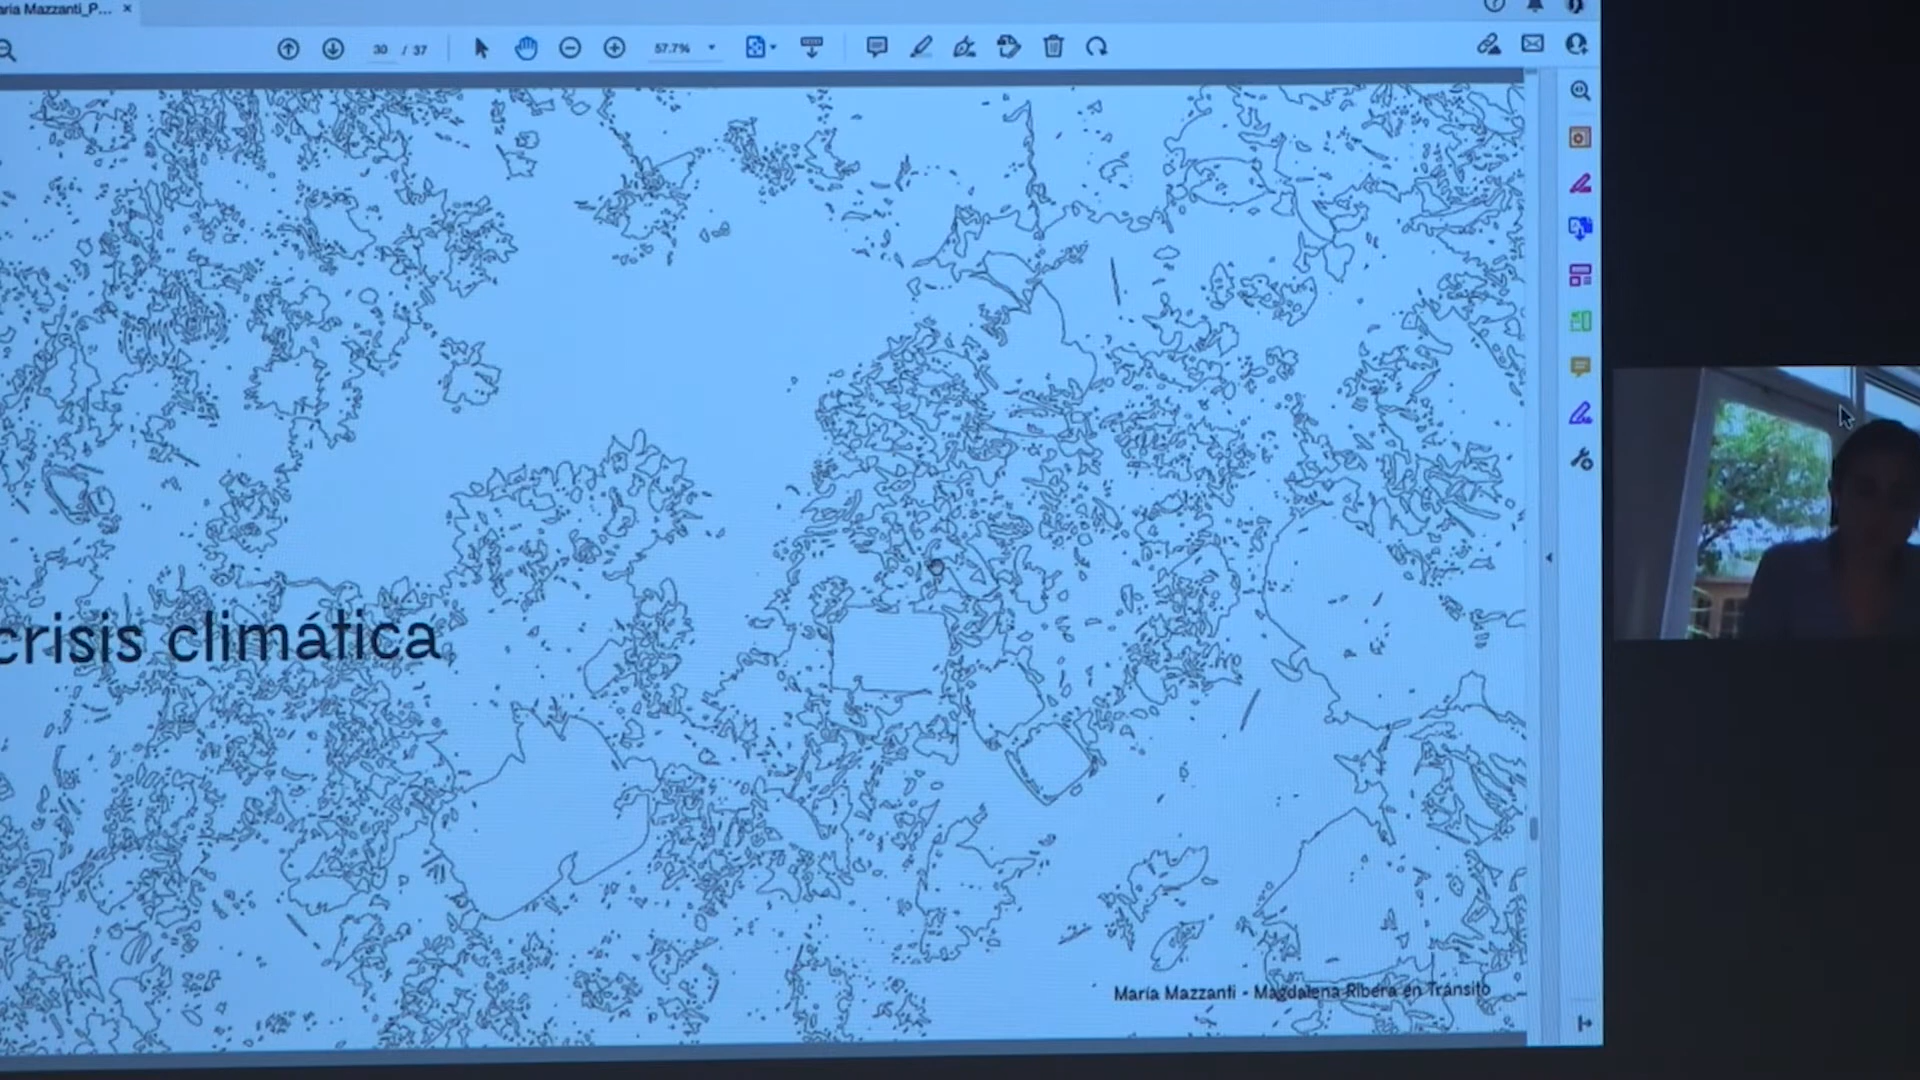 aria Mazzanti_P... ×
30 / 37
57.7%
crisis climática
María Mazzanti - Magdalena Ribera en Tránsito